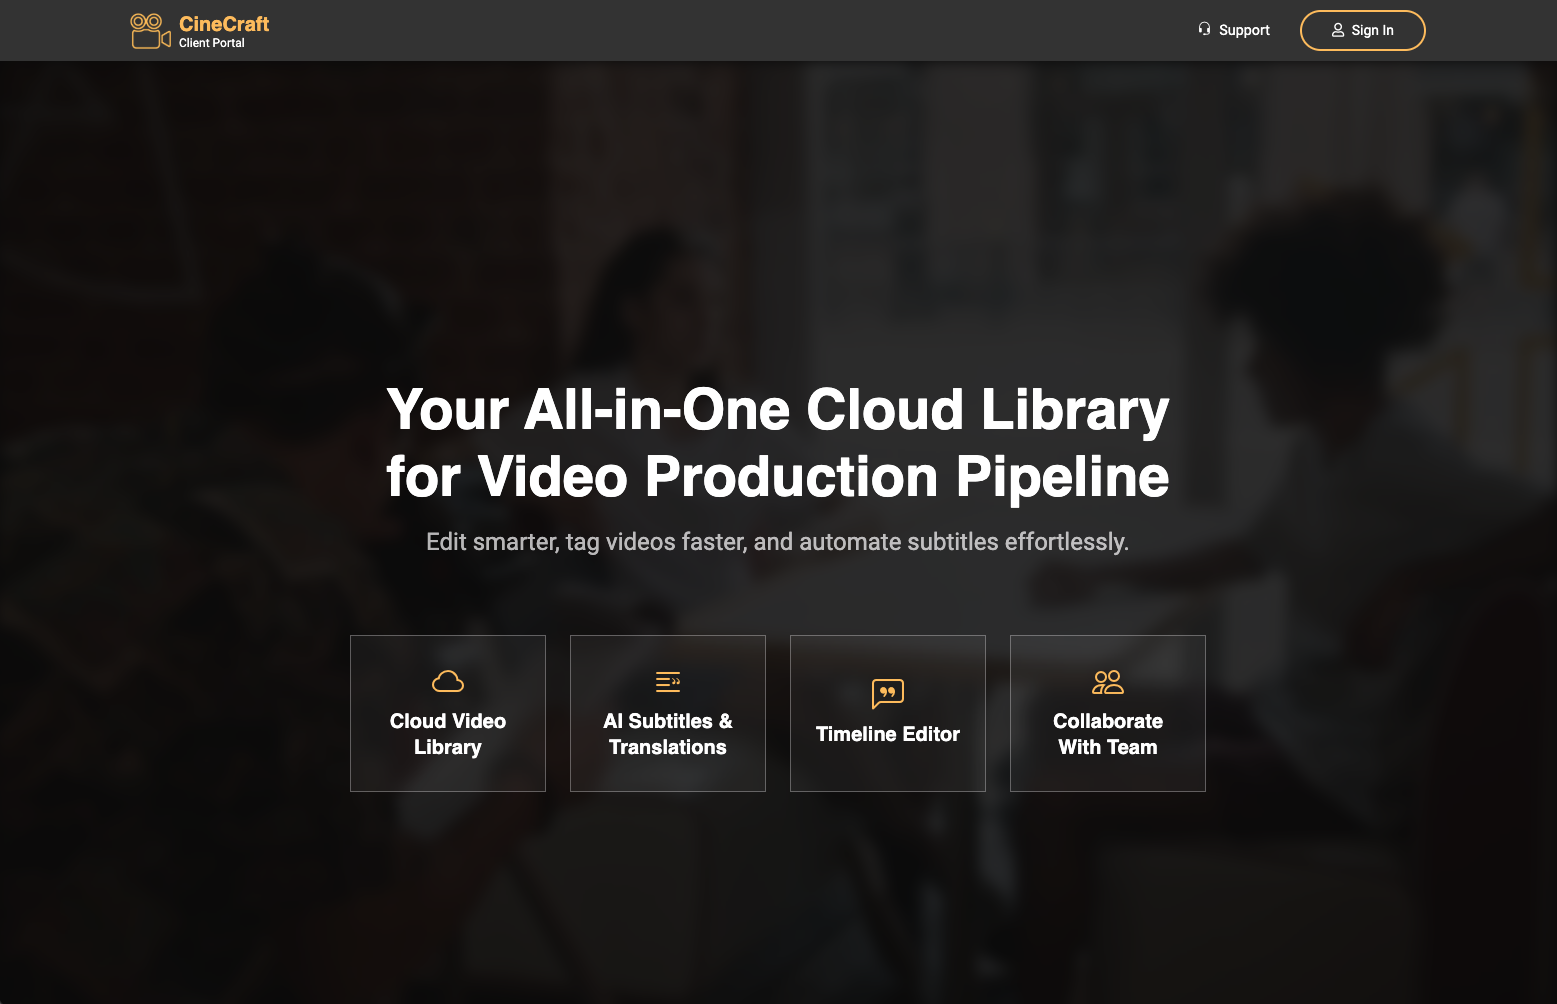 CineCraft
Client Portal
Support
Sign In
Your All-in-One Cloud Library
for Video Production Pipeline
Edit smarter, tag videos faster, and automate subtitles effortlessly.
Cloud Video
Library
AI Subtitles &
Translations
Timeline Editor
Collaborate
With Team